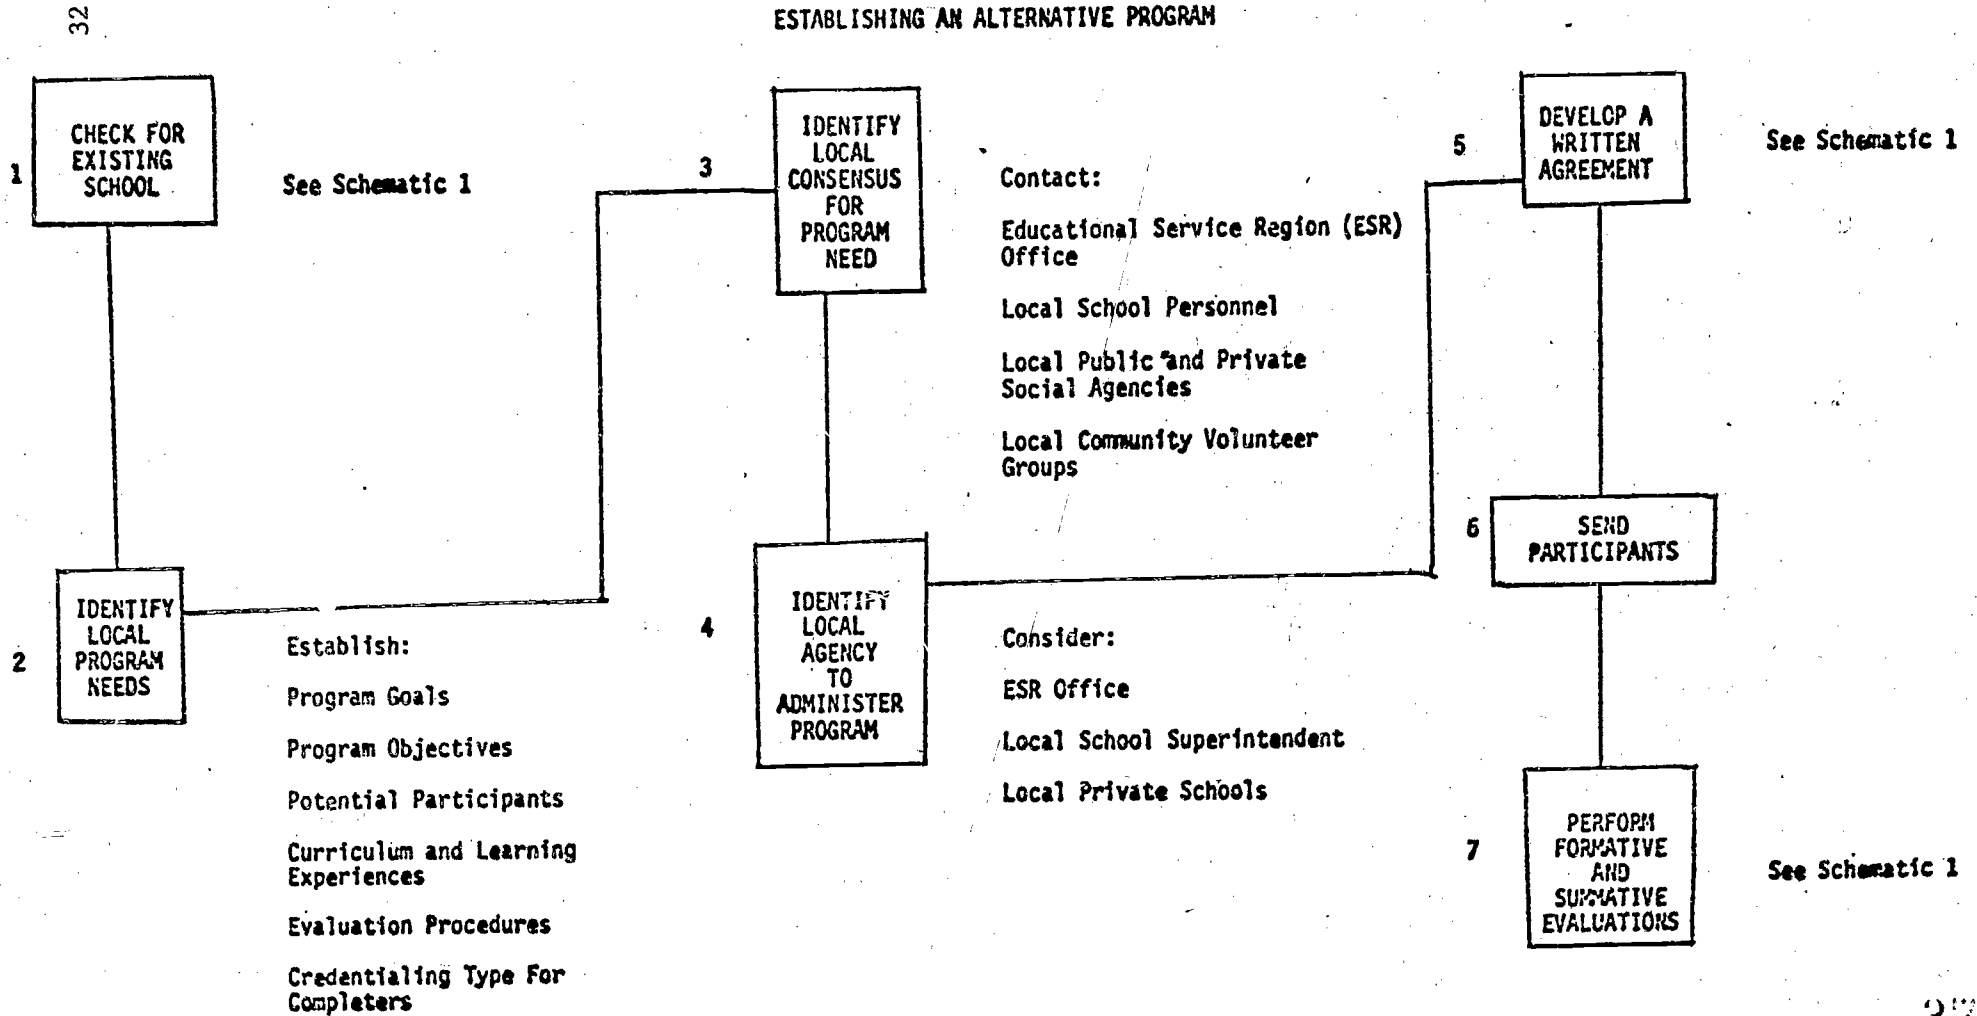 32
ESTABLISHING AN ALTERNATIVE PROGRAM
1
CHECK FOR
EXISTING
SCHOOL
See Schematic 1
2
IDENTIFY
LOCAL
PROGRAM
NEEDS
Establish:
Program Goals
Program Objectives
Potential Participants
Curriculum and Learning
Experiences
Evaluation Procedures
Credentialing Type For
Completers
3
IDENTIFY
LOCAL
CONSENSUS
FOR
PROGRAM
NEED
Contact:
Educational Service Region (ESR)
Office
Local School Personnel
Local Public and Private
Social Agencies
Local Community Volunteer
Groups
4
IDENTIFY
LOCAL
AGENCY
TO
ADMINISTER
PROGRAM
Consider:
ESR Office
Local School Superintendent
Local Private Schools
5
DEVELOP A
WRITTEN
AGREEMENT
See Schematic 1
6
SEND
PARTICIPANTS
7
PERFORM
FORMATIVE
AND
SUMMATIVE
EVALUATIONS
See Schematic 1